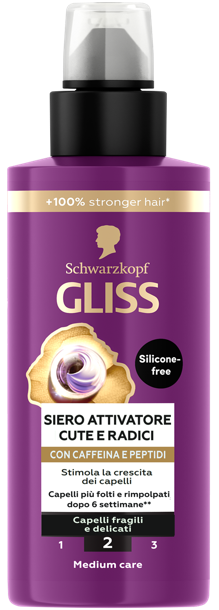 +100% stronger hair*
Schwarzkopf
GLISS
Silicone-
free
SIERO ATTIVATORE
CUTE E RADICI
CON CAFFEINA E PEPTIDI
Stimola la crescita
dei capelli
Capelli più folti e rimpolpati
dopo 6 settimane**
Capelli fragili
e delicati
1 2 3
Medium care